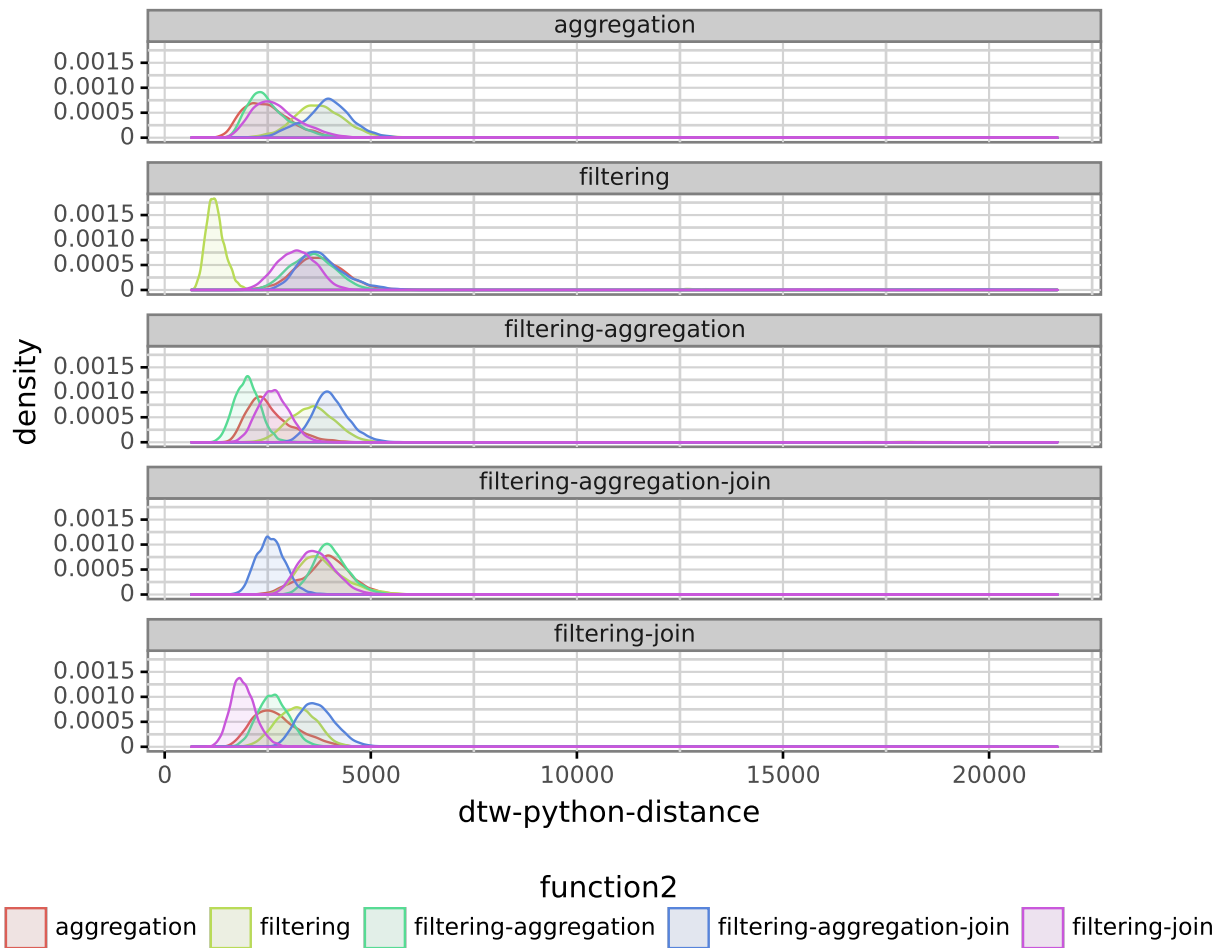 aggregation
0.0015
0.0010
0.0005
0
filtering
0.0015
0.0010
0.0005
0
filtering-aggregation
0.0015
0.0010
0.0005
0
filtering-aggregation-join
0.0015
0.0010
0.0005
0
filtering-join
0.0015
0.0010
0.0005
0
density
0 5000 10000 15000 20000
dtw-python-distance
function2
aggregation filtering filtering-aggregation filtering-aggregation-join filtering-join